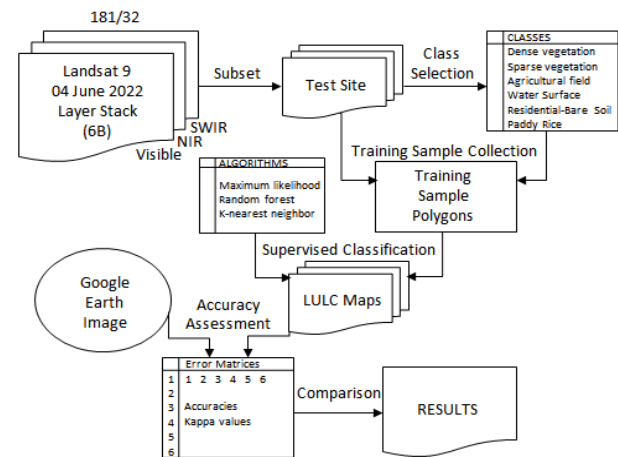 181/32
Landsat 9
04 June 2022
Layer Stack
(6B)
SWIR
NIR
Visible
Subset
Test Site
Class
Selection
CLASSES
Dense vegetation
Sparse vegetation
Agricultural field
Water Surface
Residential-Bare Soil
Paddy Rice
Training Sample Collection
ALGORITHMS
Maximum likelihood
Random forest
K-nearest neighbor
Training
Sample
Polygons
Supervised Classification
Google
Earth
Image
Accuracy
Assessment
LULC Maps
Error Matrices
1 1 2 3 4 5 6
2
3 Accuracies
4 Kappa values
5
6
Comparison
RESULTS